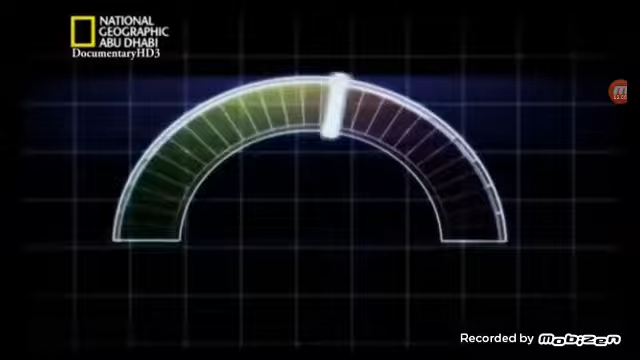 NATIONAL
GEOGRAPHIC
ABU DHABI
DocumentaryHD3
Recorded by mobizen